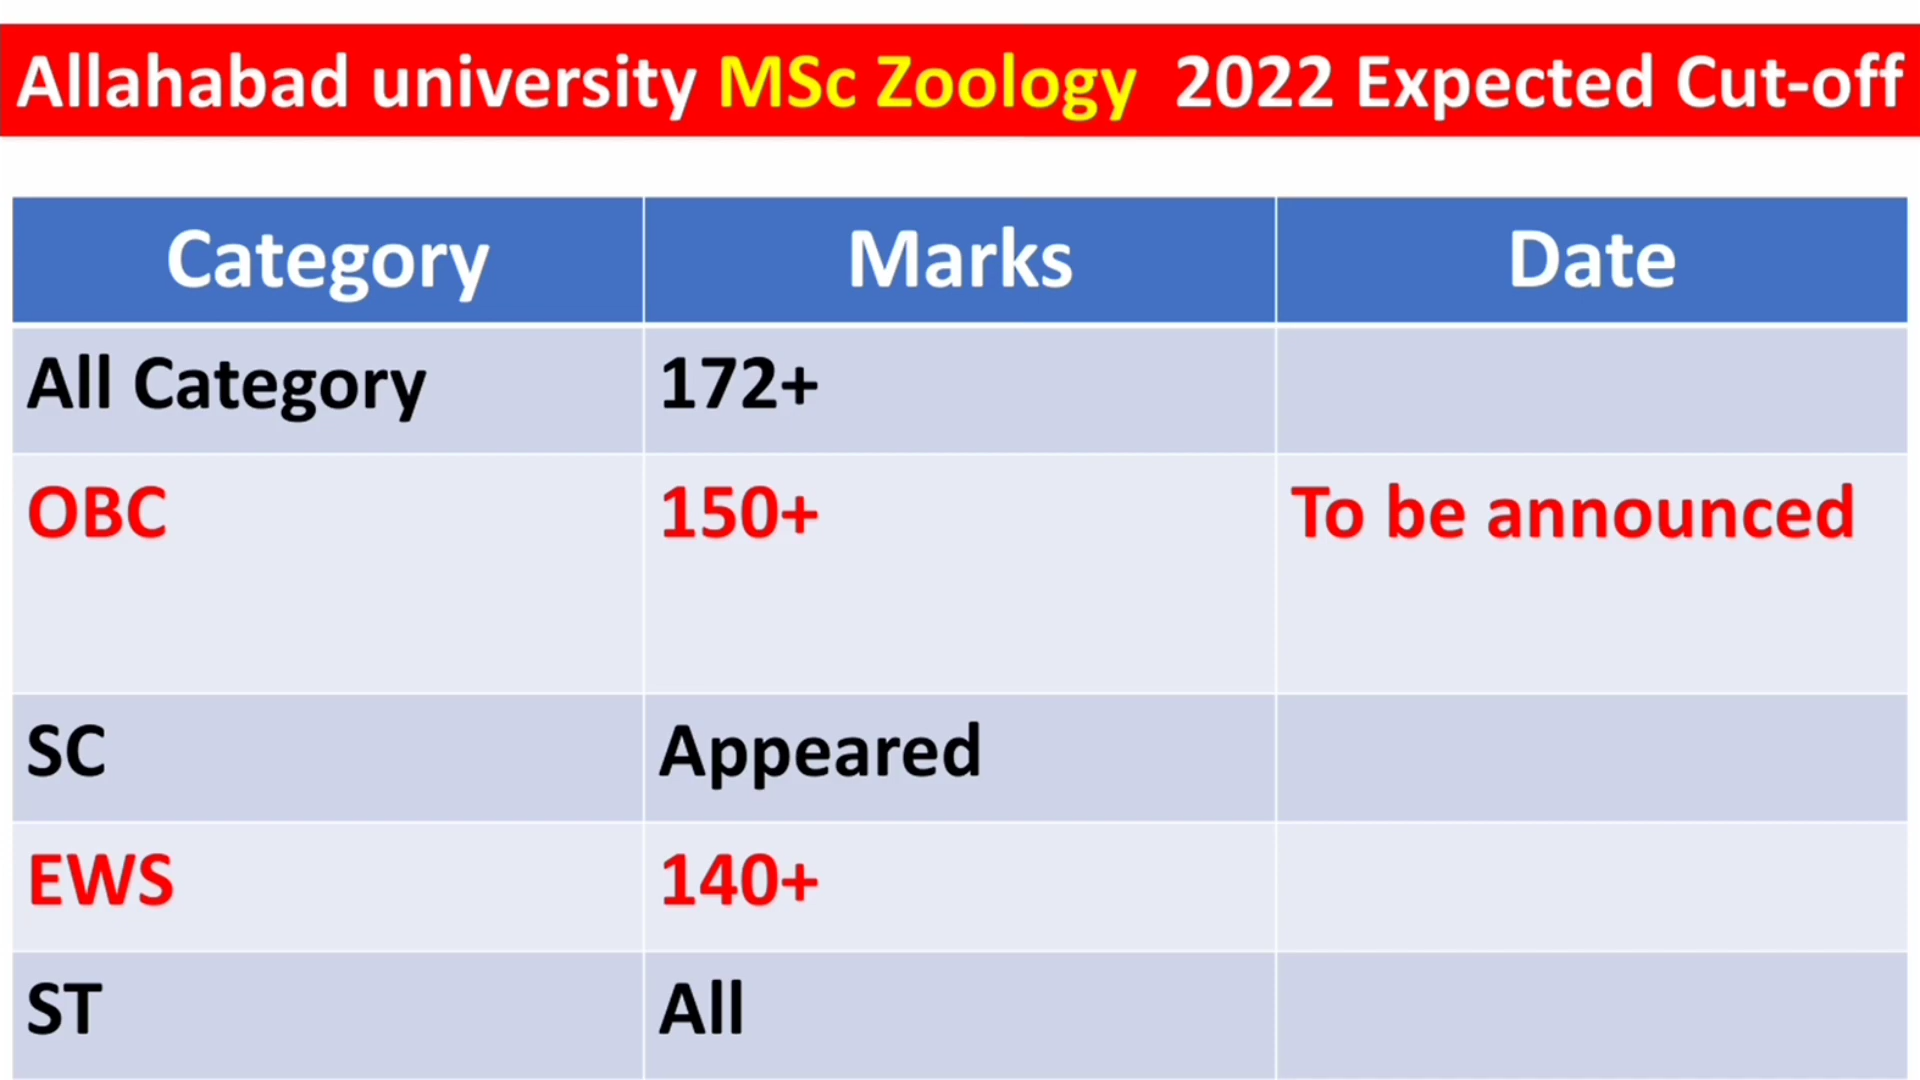 Allahabad university MSc Zoology 2022 Expected Cut-off
Category Marks Date
All Category 172+
OBC 150+ To be announced
SC Appeared
EWS 140+
ST All